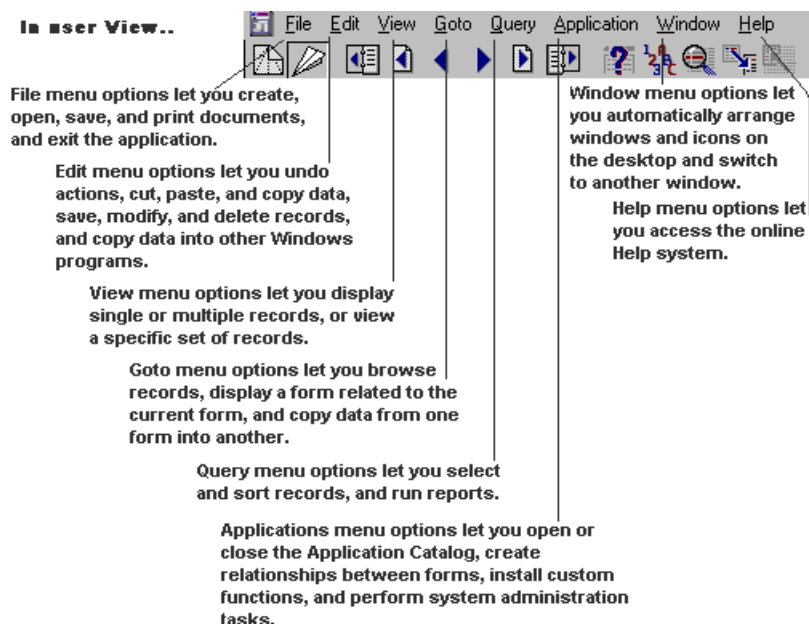 In user View..
File Edit View Goto Query Application Window Help
File menu options let you create,
open, save, and print documents,
and exit the application.
Edit menu options let you undo
actions, cut, paste, and copy data,
save, modify, and delete records,
and copy data into other Windows
programs.
View menu options let you display
single or multiple records, or view
a specific set of records.
Goto menu options let you browse
records, display a form related to the
current form, and copy data from one
form into another.
Query menu options let you select
and sort records, and run reports.
Applications menu options let you open or
close the Application Catalog, create
relationships between forms, install custom
functions, and perform system administration
tasks.
Window menu options let
you automatically arrange
windows and icons on
the desktop and switch
to another window.
Help menu options let
you access the online
Help system.